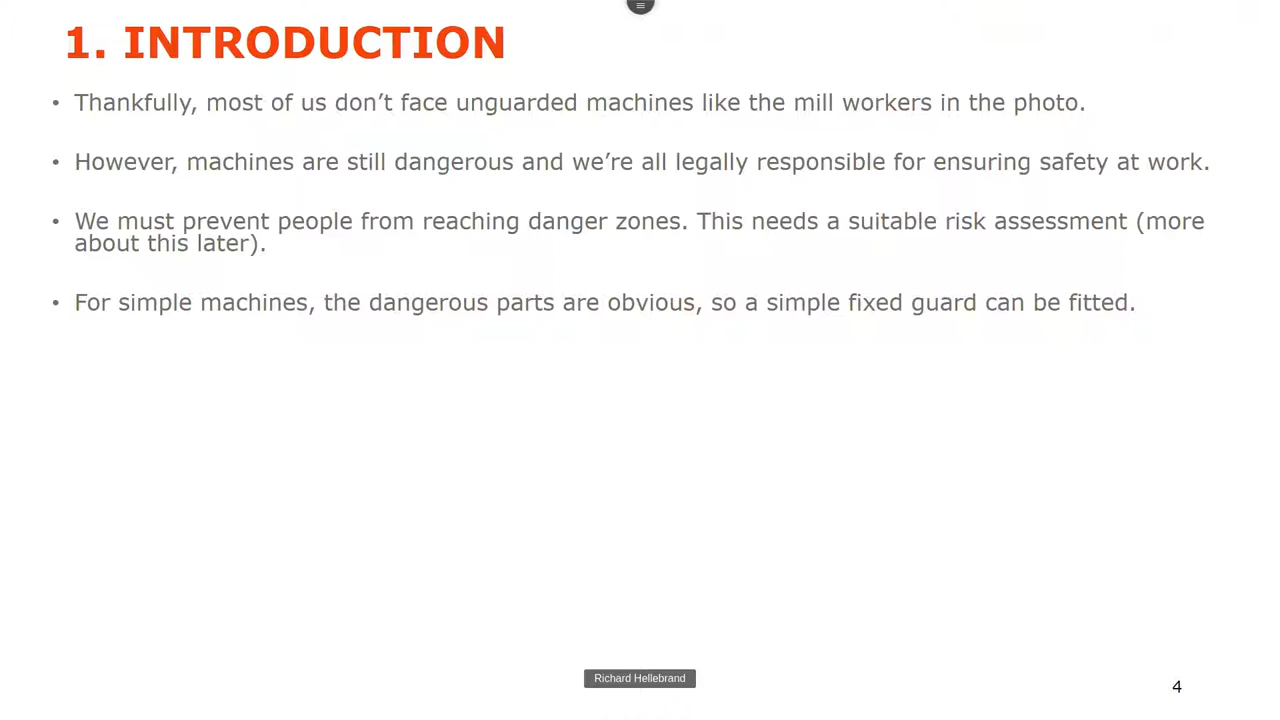 1. INTRODUCTION
• Thankfully, most of us don’t face unguarded machines like the mill workers in the photo.
• However, machines are still dangerous and we’re all legally responsible for ensuring safety at work.
• We must prevent people from reaching danger zones. This needs a suitable risk assessment (more
about this later).
• For simple machines, the dangerous parts are obvious, so a simple fixed guard can be fitted.
Richard Hellebrand
4